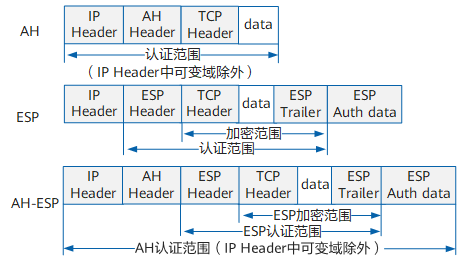 AH
IP Header
AH Header
TCP Header
data
认证范围
（IP Header中可变域除外）
ESP
IP Header
ESP Header
TCP Header
data
ESP Trailer
ESP Auth data
加密范围
认证范围
AH-ESP
IP Header
AH Header
ESP Header
TCP Header
data
ESP Trailer
ESP Auth data
ESP加密范围
ESP认证范围
AH认证范围（IP Header中可变域除外）